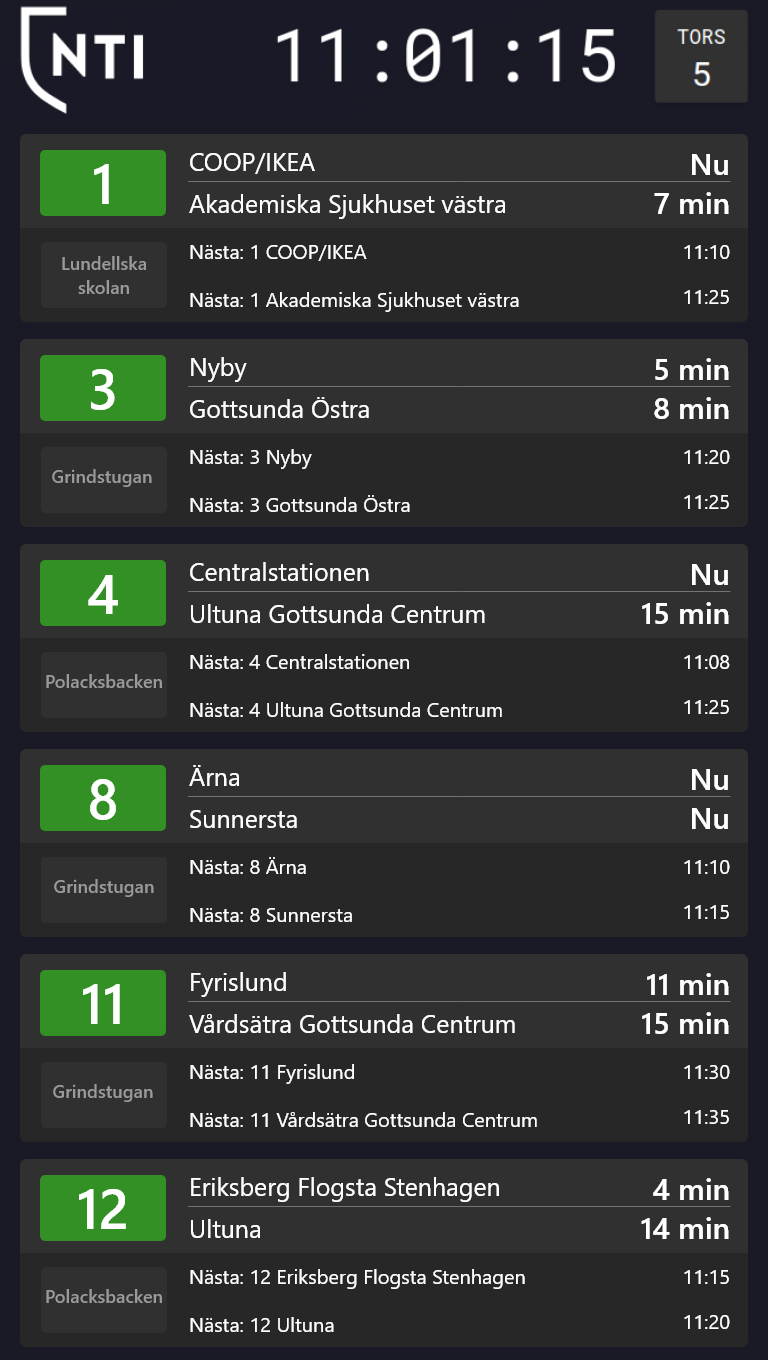 NTI
11:01:15
TORS
5
1
COOP/IKEA
Nu
Akademiska Sjukhuset västra
7 min
Lundellska
skolan
Nästa: 1 COOP/IKEA
11:10
Nästa: 1 Akademiska Sjukhuset västra
11:25
3
Nyby
5 min
Gottsunda Östra
8 min
Grindstugan
Nästa: 3 Nyby
11:20
Nästa: 3 Gottsunda Östra
11:25
4
Centralstationen
Nu
Ultuna Gottsunda Centrum
15 min
Polacksbacken
Nästa: 4 Centralstationen
11:08
Nästa: 4 Ultuna Gottsunda Centrum
11:25
8
Ärna
Nu
Sunnersta
Nu
Grindstugan
Nästa: 8 Ärna
11:10
Nästa: 8 Sunnersta
11:15
11
Fyrislund
11 min
Vårdsätra Gottsunda Centrum
15 min
Grindstugan
Nästa: 11 Fyrislund
11:30
Nästa: 11 Vårdsätra Gottsunda Centrum
11:35
12
Eriksberg Flogsta Stenhagen
4 min
Ultuna
14 min
Polacksbacken
Nästa: 12 Eriksberg Flogsta Stenhagen
11:15
Nästa: 12 Ultuna
11:20